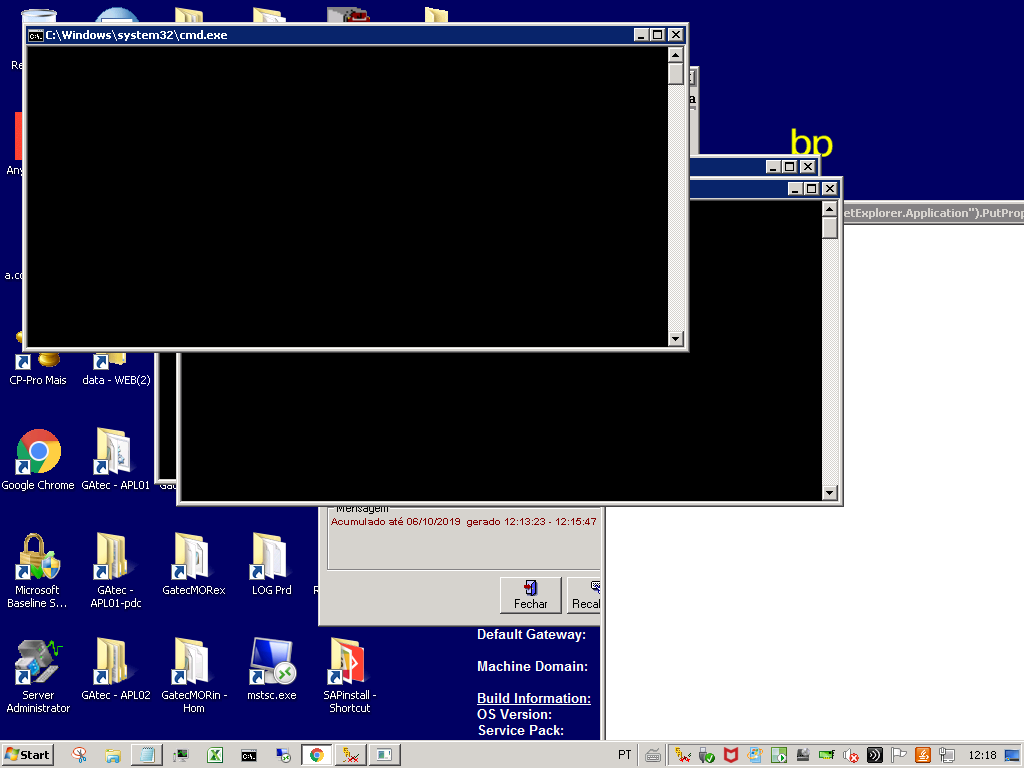 C:\Windows\system32\cmd.exe
Re
a
bp
Any
etExplorer.Application").PutProp
a.co
CP-Pro Mais
data - WEB(2)
Google Chrome
GAtec - APL01
Mensagem
Acumulado até 06/10/2019 gerado 12:13:23 - 12:15:47
Fechar
Recal
Microsoft
Baseline S...
GAtec -
APL01-pdc
GatecMORex
LOG Prd
Default Gateway:
Machine Domain:
Build Information:
OS Version:
Service Pack:
Server
Administrator
GAtec - APL02
GatecMORin -
Hom
mstsc.exe
SAPinstall -
Shortcut
Start
PT
12:18